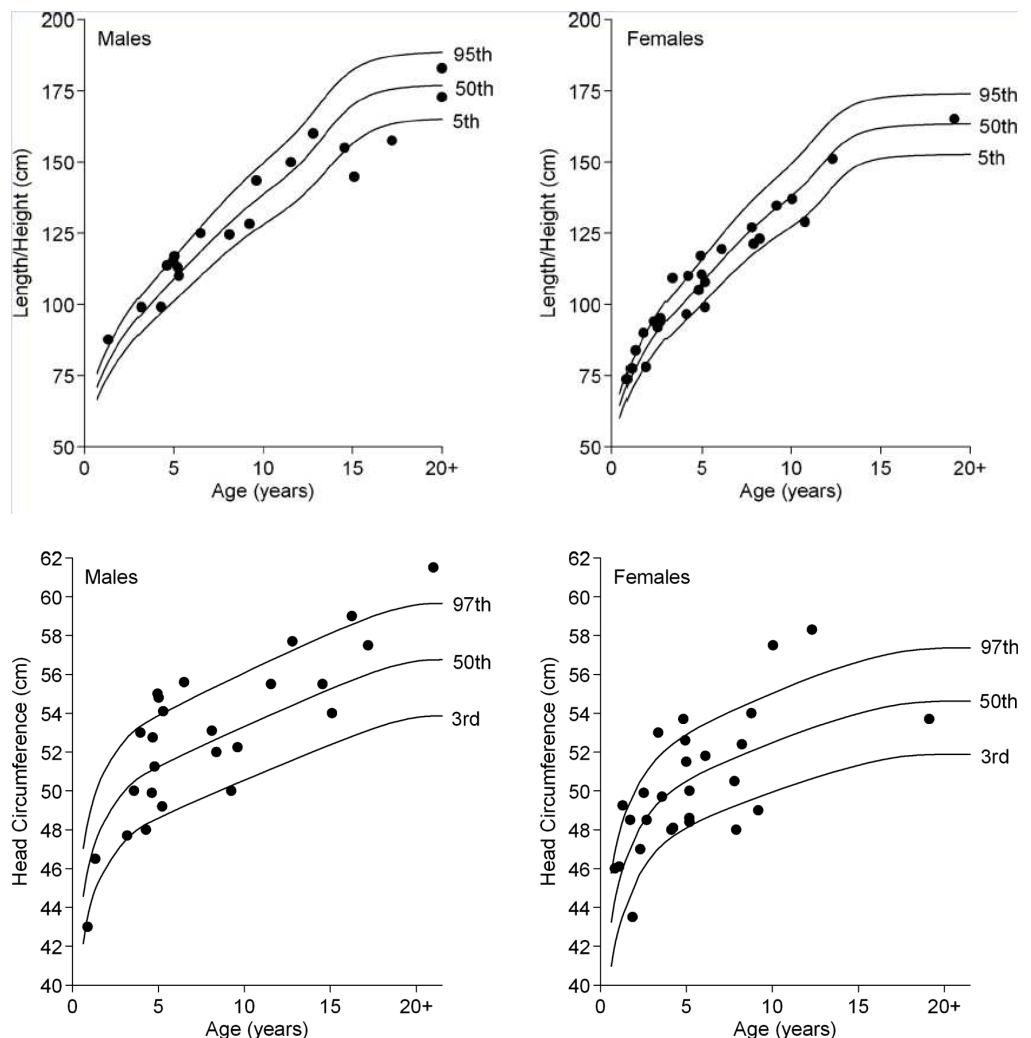 Males
Length/Height (cm)
200
175
150
125
100
75
50
95th
50th
5th
0 5 10 15 20+
Age (years)
Females
Length/Height (cm)
200
175
150
125
100
75
50
95th
50th
5th
0 5 10 15 20+
Age (years)
Males
Head Circumference (cm)
62
60
58
56
54
52
50
48
46
44
42
40
97th
50th
3rd
0 5 10 15 20+
Age (years)
Females
Head Circumference (cm)
62
60
58
56
54
52
50
48
46
44
42
40
97th
50th
3rd
0 5 10 15 20+
Age (years)